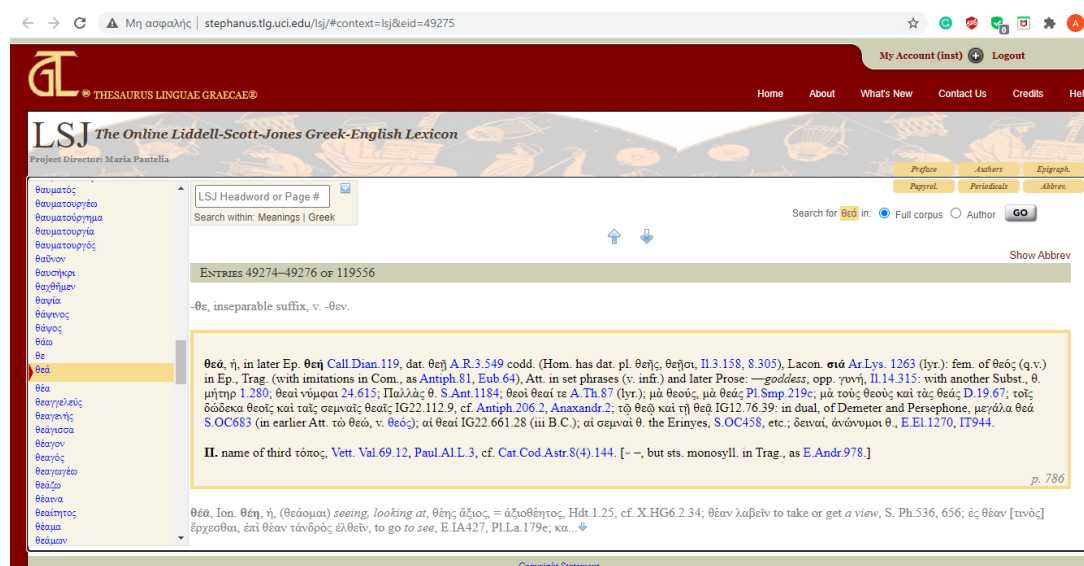 Μη ασφαλής | stephanus.tlg.uci.edu/lsj/#context=lsj&eid=49275
My Account (inst) Logout
THESAURUS LINGUAE GRAECAE®
Home About What's New Contact Us Credits Hel
LSJ The Online Liddell-Scott-Jones Greek-English Lexicon
Project Director: Maria Pantelia
Preface Authors Epigraph.
Papyrol. Periodicals Abbrev.
θαυματός
θαυματουργέω
θαυματούργημα
θαυματουργία
θαυματουργός
θαῦνον
θαυσήκρι
θαχθῆμεν
θαψία
θάψινος
θάψος
θάω
θε
θεά
θέα
θεαγγελεύς
θεαγενής
θεάγισσα
θέαγον
θεαγός
θεαγωγέω
θεάζω
θέαινα
θεαίτητος
θέαμα
θεάμων
LSJ Headword or Page #
Search within: Meanings | Greek
Search for θεά in: Full corpus Author GO
Show Abbrev
ENTRIES 49274–49276 OF 119556
-θε, inseparable suffix, v. -θεν.
θεά, ἡ, in later Ep. θεή Call.Dian.119, dat. θεῇ A.R.3.549 codd. (Hom. has dat. pl. θεῇς, θεῇσι, Il.3.158, 8.305), Lacon. σιά Ar.Lys. 1263 (lyr.): fem. of θεός (q.v.)
in Ep., Trag. (with imitations in Com., as Antiph.81, Eub.64), Att. in set phrases (v. infr.) and later Prose: —goddess, opp. γυνή, Il.14.315: with another Subst., θ.
μήτηρ 1.280; θεαὶ νύμφαι 24.615; Παλλὰς θ. S.Ant.1184; θεοὶ θεαί τε A.Th.87 (lyr.); μὰ θεούς, μὰ θεάς Pl.Smp.219c; μὰ τοὺς θεοὺς καὶ τὰς θεάς D.19.67; τοῖς
δώδεκα θεοῖς καὶ ταῖς σεμναῖς θεαῖς IG22.112.9, cf. Antiph.206.2, Anaxandr.2; τῷ θεῷ καὶ τῇ θεᾷ IG12.76.39: in dual, of Demeter and Persephone, μεγάλα θεά
S.OC683 (in earlier Att. τὼ θεώ, v. θεός); αἱ θεαί IG22.661.28 (iii B.C.); αἱ σεμναὶ θ. the Erinyes, S.OC458, etc.; δειναί, ἀνώνυμοι θ., E.El.1270, IT944.
II. name of third τόπος, Vett. Val.69.12, Paul.Al.L.3, cf. Cat.Cod.Astr.8(4).144. [⏑ –, but sts. monosyll. in Trag., as E.Andr.978.]
p. 786
θέᾱ, Ion. θέη, ἡ, (θεάομαι) seeing, looking at, θέης ἄξιος, = ἀξιοθέητος, Hdt.1.25, cf. X.HG6.2.34; θέαν λαβεῖν to take or get a view, S. Ph.536, 656; ἐς θέαν [τινὸς]
ἔρχεσθαι, ἐπὶ θέαν τἀνδρὸς ἐλθεῖν, to go to see, E.IA427, Pl.La.179e; κα...
Copyright Statement